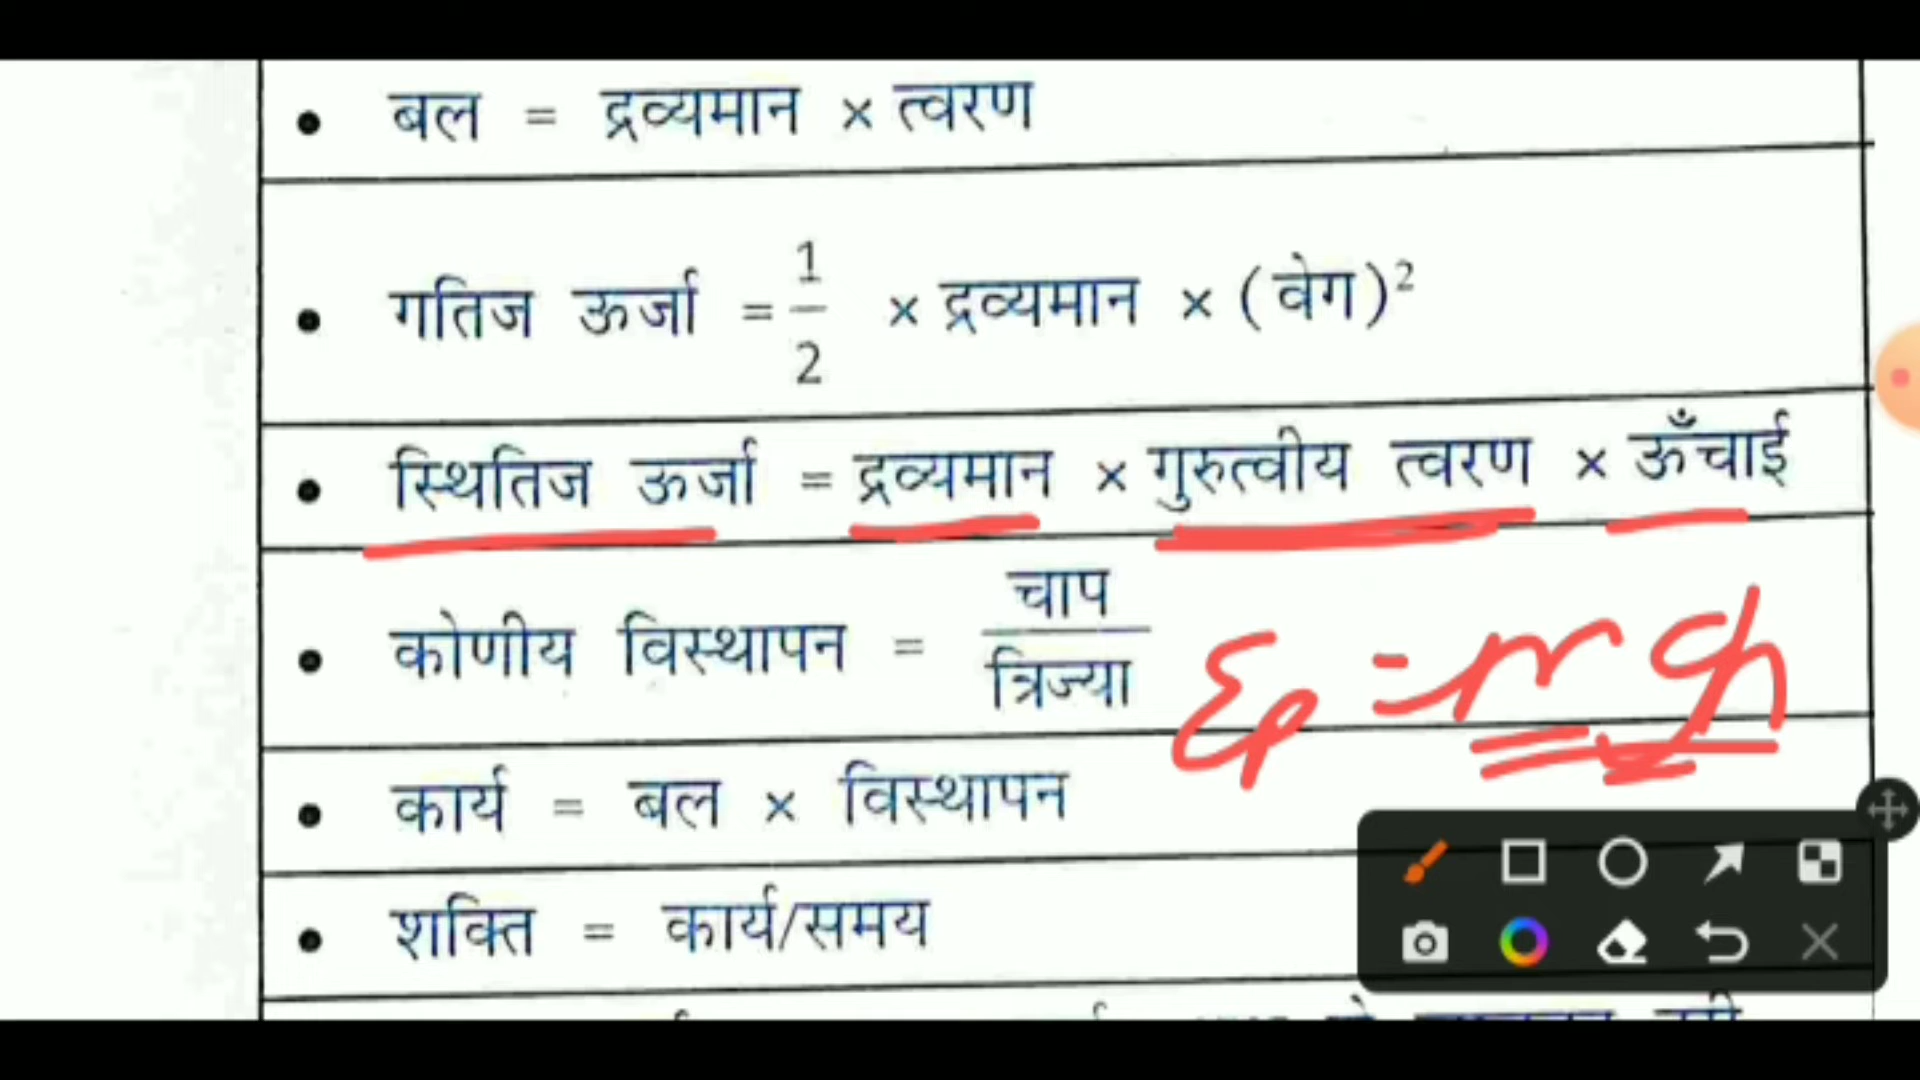 • बल = द्रव्यमान × त्वरण
• गतिज ऊर्जा = 1/2 × द्रव्यमान × (वेग)²
• स्थितिज ऊर्जा = द्रव्यमान × गुरुत्वीय त्वरण × ऊँचाई
• कोणीय विस्थापन = चाप/त्रिज्या
Ep = mgh
• कार्य = बल × विस्थापन
• शक्ति = कार्य/समय